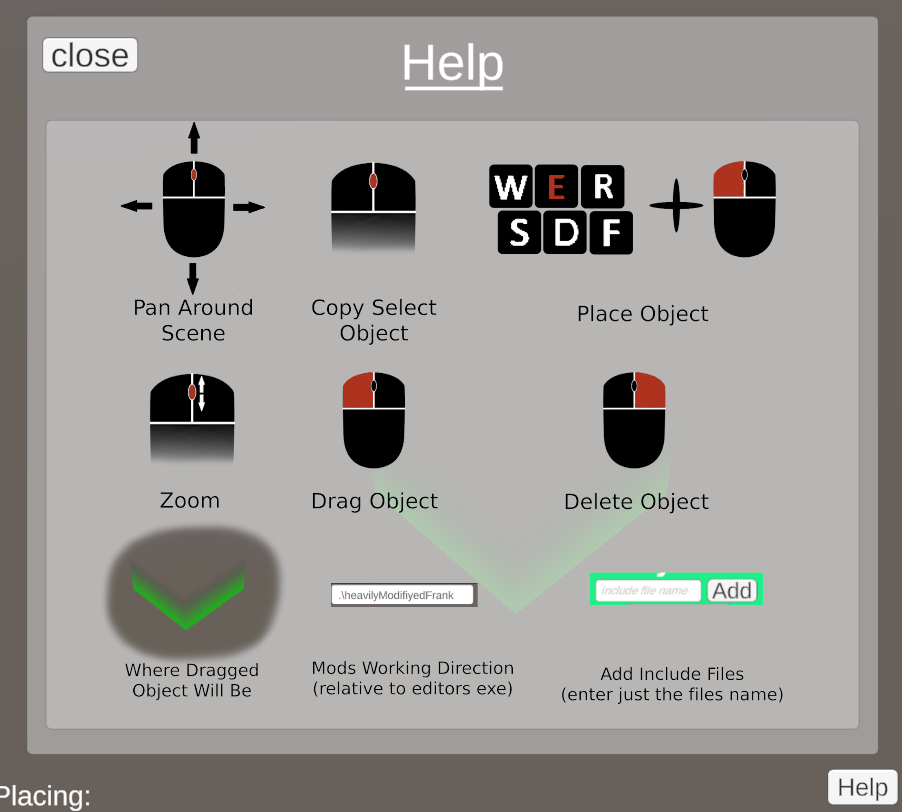 close
Help
W E R
S D F
Pan Around
Scene
Copy Select
Object
Place Object
Zoom
Drag Object
Delete Object
.\heavilyModifiyedFrank
include file name
Add
Where Dragged
Object Will Be
Mods Working Direction
(relative to editors exe)
Add Include Files
(enter just the files name)
Placing:
Help